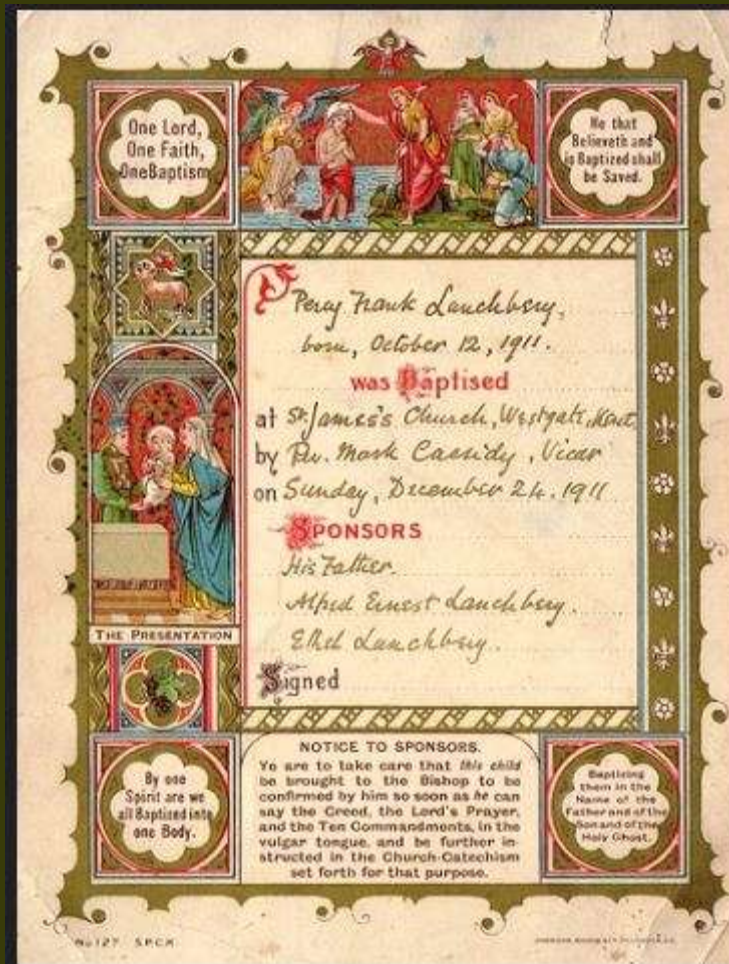 One Lord,
One Faith,
One Baptism
He that
Believeth and
is Baptized shall
be Saved.
Percy Frank Lanchbery,
born, October 12, 1911.
was Baptised
at St. James's Church, Westgate, Kent
by Rev. Mark Cassidy, Vicar
on Sunday, December 24. 1911
SPONSORS
His Father.
Alfred Ernest Lanchbery.
Ethel Lanchbery.
Signed
THE PRESENTATION
By one
Spirit are we
all Baptized into
one Body.
NOTICE TO SPONSORS.
Ye are to take care that this child
be brought to the Bishop to be
confirmed by him so soon as he can
say the Creed, the Lord's Prayer,
and the Ten Commandments, in the
vulgar tongue, and be further in-
structed in the Church-Catechism
set forth for that purpose.
Baptizing
them in the
Name of the
Father and of the
Son and of the
Holy Ghost.
No 127 S.P.C.K.